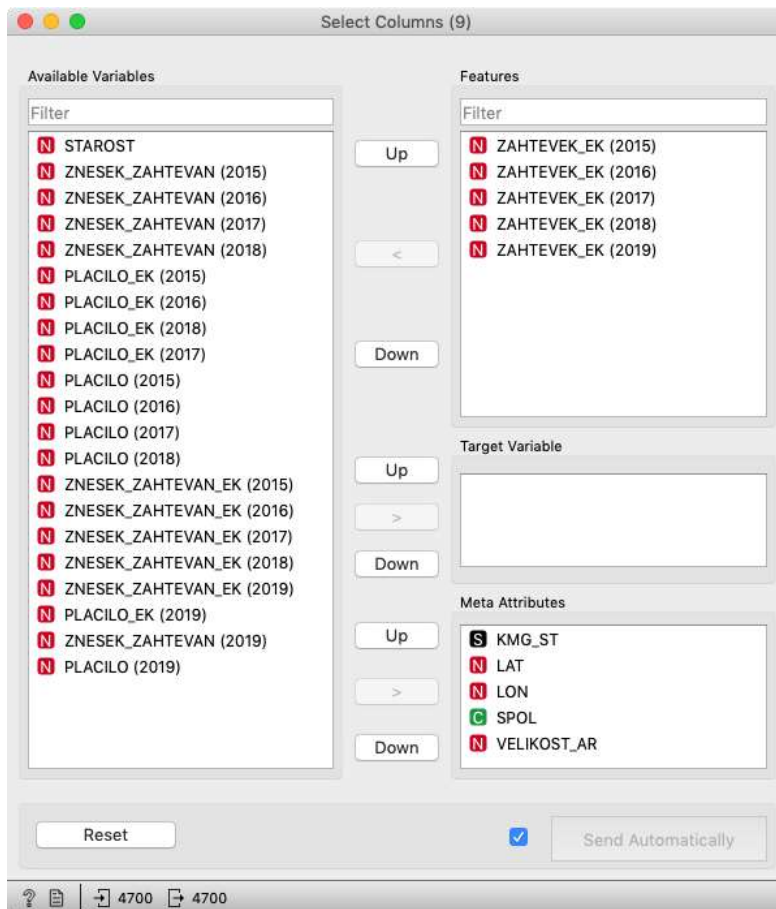 Select Columns (9)
Available Variables
Filter
N STAROST
N ZNESEK_ZAHTEVAN (2015)
N ZNESEK_ZAHTEVAN (2016)
N ZNESEK_ZAHTEVAN (2017)
N ZNESEK_ZAHTEVAN (2018)
N PLACILO_EK (2015)
N PLACILO_EK (2016)
N PLACILO_EK (2018)
N PLACILO_EK (2017)
N PLACILO (2015)
N PLACILO (2016)
N PLACILO (2017)
N PLACILO (2018)
N ZNESEK_ZAHTEVAN_EK (2015)
N ZNESEK_ZAHTEVAN_EK (2016)
N ZNESEK_ZAHTEVAN_EK (2017)
N ZNESEK_ZAHTEVAN_EK (2018)
N ZNESEK_ZAHTEVAN_EK (2019)
N PLACILO_EK (2019)
N ZNESEK_ZAHTEVAN (2019)
N PLACILO (2019)
Up
<
Down
Up
>
Down
Up
>
Down
Features
Filter
N ZAHTEVEK_EK (2015)
N ZAHTEVEK_EK (2016)
N ZAHTEVEK_EK (2017)
N ZAHTEVEK_EK (2018)
N ZAHTEVEK_EK (2019)
Target Variable
Meta Attributes
S KMG_ST
N LAT
N LON
C SPOL
N VELIKOST_AR
Reset
Send Automatically
? 4700 4700